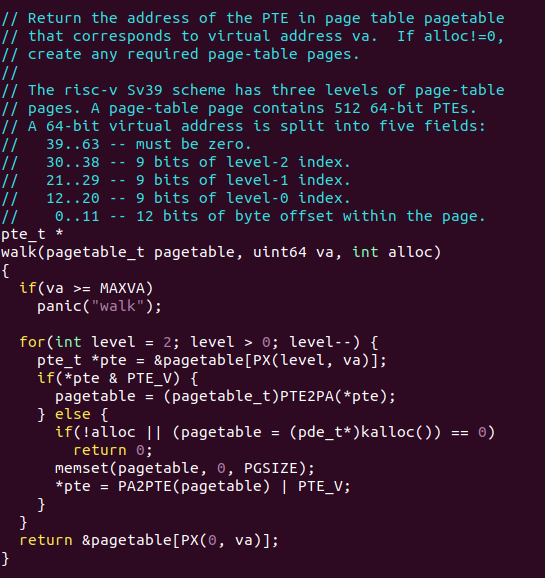 // Return the address of the PTE in page table pagetable
// that corresponds to virtual address va.  If alloc!=0,
// create any required page-table pages.
//
// The risc-v Sv39 scheme has three levels of page-table
// pages. A page-table page contains 512 64-bit PTEs.
// A 64-bit virtual address is split into five fields:
//   39..63 -- must be zero.
//   30..38 -- 9 bits of level-2 index.
//   21..29 -- 9 bits of level-1 index.
//   12..20 -- 9 bits of level-0 index.
//    0..11 -- 12 bits of byte offset within the page.
pte_t *
walk(pagetable_t pagetable, uint64 va, int alloc)
{
  if(va >= MAXVA)
    panic("walk");

  for(int level = 2; level > 0; level--) {
    pte_t *pte = &pagetable[PX(level, va)];
    if(*pte & PTE_V) {
      pagetable = (pagetable_t)PTE2PA(*pte);
    } else {
      if(!alloc || (pagetable = (pde_t*)kalloc()) == 0)
        return 0;
      memset(pagetable, 0, PGSIZE);
      *pte = PA2PTE(pagetable) | PTE_V;
    }
  }
  return &pagetable[PX(0, va)];
}